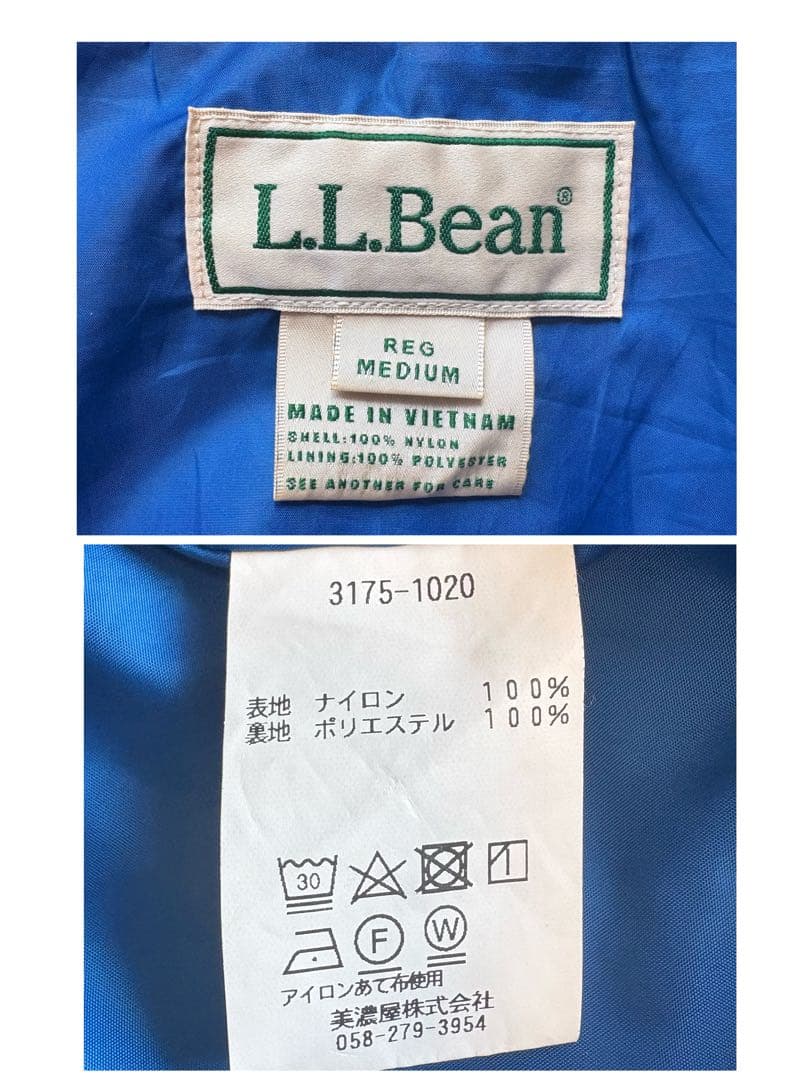 L.L.Bean®
REG
MEDIUM
MADE IN VIETNAM
SHELL:100% NYLON
LINING:100% POLYESTER
SEE ANOTHER FOR CARE
3175-1020
表地 ナイロン 100%
裏地 ポリエステル 100%
30
F W
アイロンあて布使用
美濃屋株式会社
058-279-3954